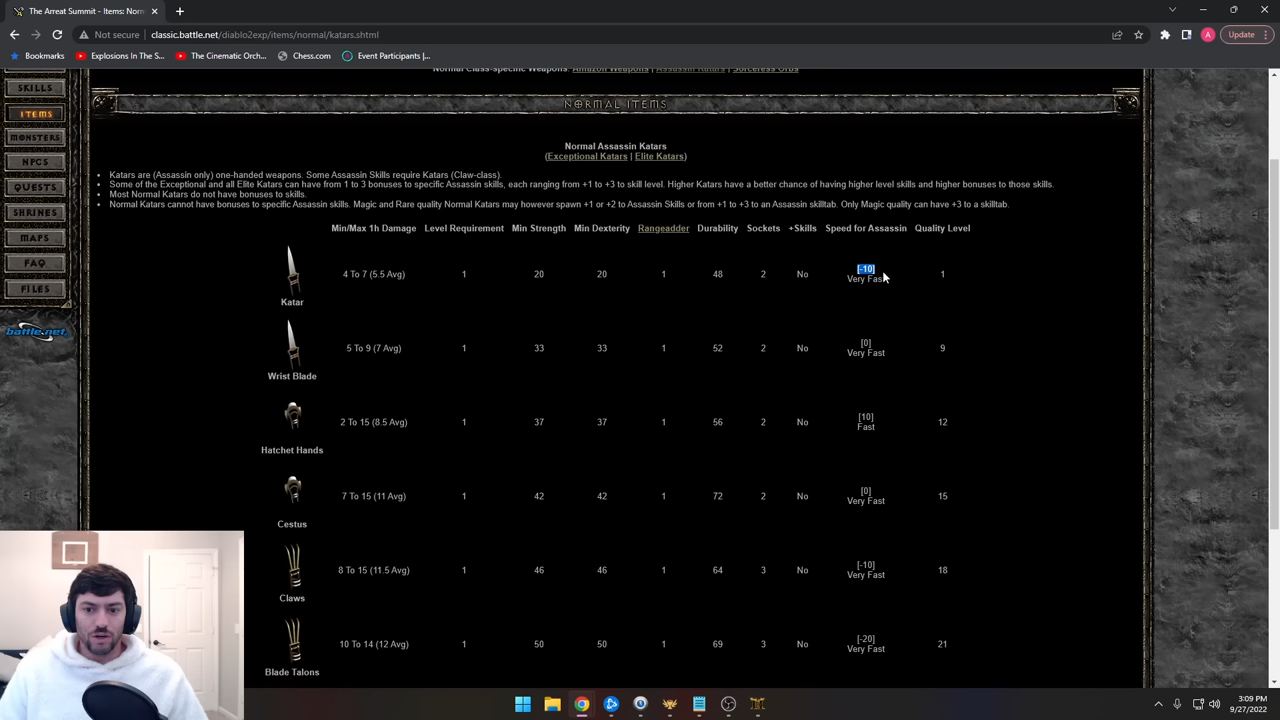 The Arreat Summit - Items: Norm
Not secure | classic.battle.net/diablo2exp/items/normal/katars.shtml
A
Update
Bookmarks
Explosions In The S...
The Cinematic Orch...
Chess.com
Event Participants |...
Normal Class-specific Weapons: Amazon Weapons | Assassin Katars | Sorceress Orbs
SKILLS
ITEMS
MONSTERS
NPCS
QUESTS
SHRINES
MAPS
FAQ
FILES
battle.net
NORMAL ITEMS
Normal Assassin Katars
(Exceptional Katars | Elite Katars)
• Katars are (Assassin only) one-handed weapons. Some Assassin Skills require Katars (Claw-class).
• Some of the Exceptional and all Elite Katars can have from 1 to 3 bonuses to specific Assassin skills, each ranging from +1 to +3 to skill level. Higher Katars have a better chance of having higher level skills and higher bonuses to those skills.
• Most Normal Katars do not have bonuses to skills.
• Normal Katars cannot have bonuses to specific Assassin skills. Magic and Rare quality Normal Katars may however spawn +1 or +2 to Assassin Skills or from +1 to +3 to an Assassin skilltab. Only Magic quality can have +3 to a skilltab.
Min/Max 1h Damage Level Requirement Min Strength Min Dexterity Rangeadder Durability Sockets +Skills Speed for Assassin Quality Level
4 To 7 (5.5 Avg) 1 20 20 1 48 2 No [-10] 1
Very Fast
Katar
5 To 9 (7 Avg) 1 33 33 1 52 2 No [0] 9
Very Fast
Wrist Blade
2 To 15 (8.5 Avg) 1 37 37 1 56 2 No [10] 12
Fast
Hatchet Hands
7 To 15 (11 Avg) 1 42 42 1 72 2 No [0] 15
Very Fast
Cestus
8 To 15 (11.5 Avg) 1 46 46 1 64 3 No [-10] 18
Very Fast
Claws
10 To 14 (12 Avg) 1 50 50 1 69 3 No [-20] 21
Very Fast
Blade Talons
3:09 PM
9/27/2022